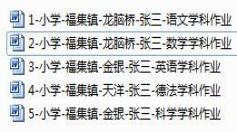 1-小学-福集镇-龙脑桥-张三-语文学科作业
2-小学-福集镇-龙脑桥-张三-数学学科作业
3-小学-福集镇-金银-张三-英语学科作业
4-小学-福集镇-天洋-张三-德法学科作业
5-小学-福集镇-金银-张三-科学学科作业